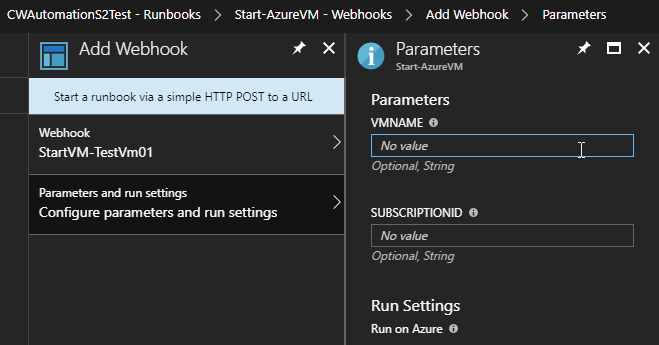 CWAutomationS2Test - Runbooks > Start-AzureVM - Webhooks > Add Webhook > Parameters
Add Webhook
Start a runbook via a simple HTTP POST to a URL
Webhook
StartVM-TestVm01
Parameters and run settings
Configure parameters and run settings
Parameters
Start-AzureVM
Parameters
VMNAME
No value
Optional, String
SUBSCRIPTIONID
No value
Optional, String
Run Settings
Run on Azure